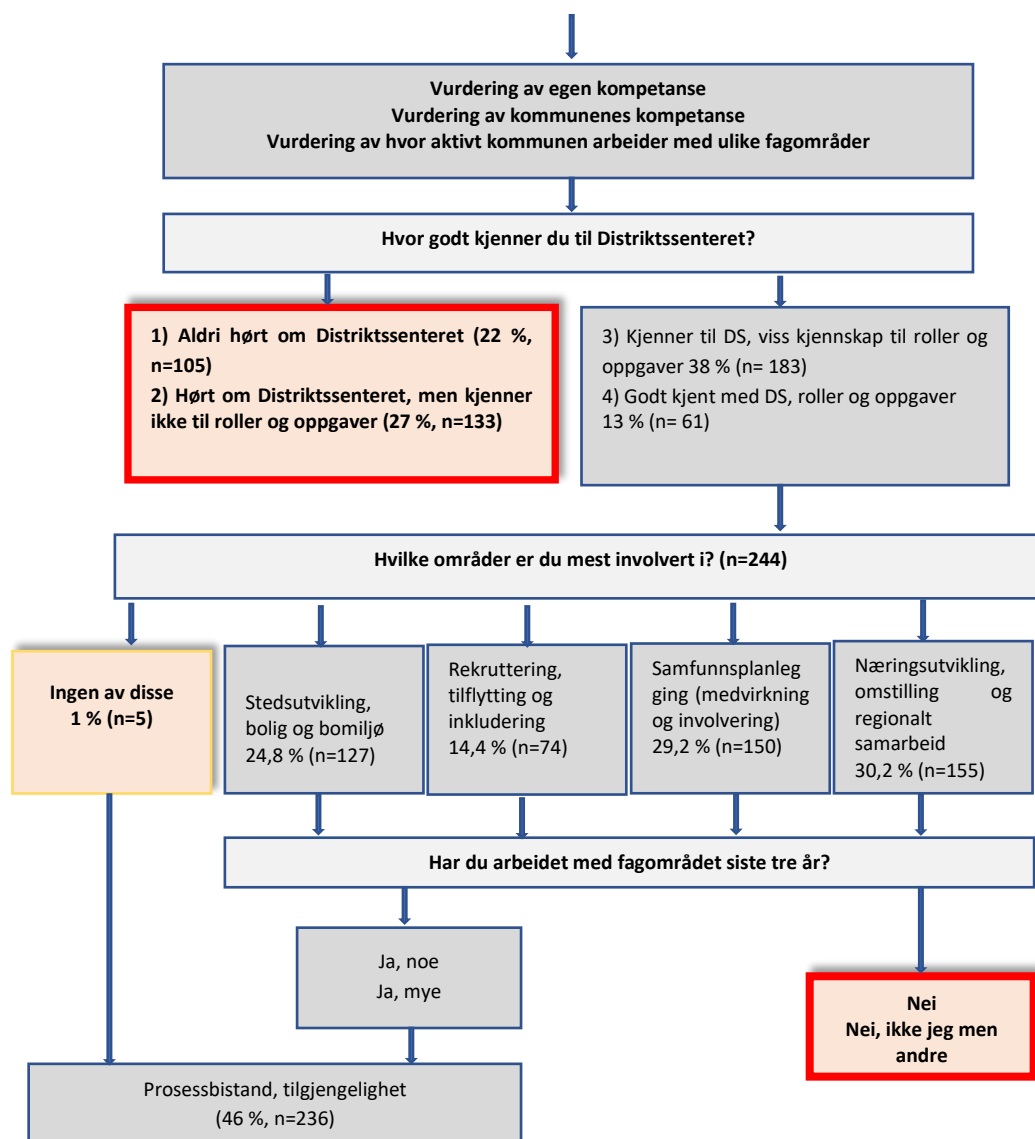 Vurdering av egen kompetanse
Vurdering av kommunenes kompetanse
Vurdering av hvor aktivt kommunen arbeider med ulike fagområder
Hvor godt kjenner du til Distriktssenteret?
1) Aldri hørt om Distriktssenteret (22 %,
n=105)
2) Hørt om Distriktssenteret, men kjenner
ikke til roller og oppgaver (27 %, n=133)
3) Kjenner til DS, viss kjennskap til roller og
oppgaver 38 % (n= 183)
4) Godt kjent med DS, roller og oppgaver
13 % (n= 61)
Hvilke områder er du mest involvert i? (n=244)
Ingen av disse
1 % (n=5)
Stedsutvikling,
bolig og bomiljø
24,8 % (n=127)
Rekruttering,
tilflytting og
inkludering
14,4 % (n=74)
Samfunnsplanleg
ging (medvirkning
og involvering)
29,2 % (n=150)
Næringsutvikling,
omstilling og
regionalt
samarbeid
30,2 % (n=155)
Har du arbeidet med fagområdet siste tre år?
Ja, noe
Ja, mye
Nei
Nei, ikke jeg men
andre
Prosessbistand, tilgjengelighet
(46 %, n=236)